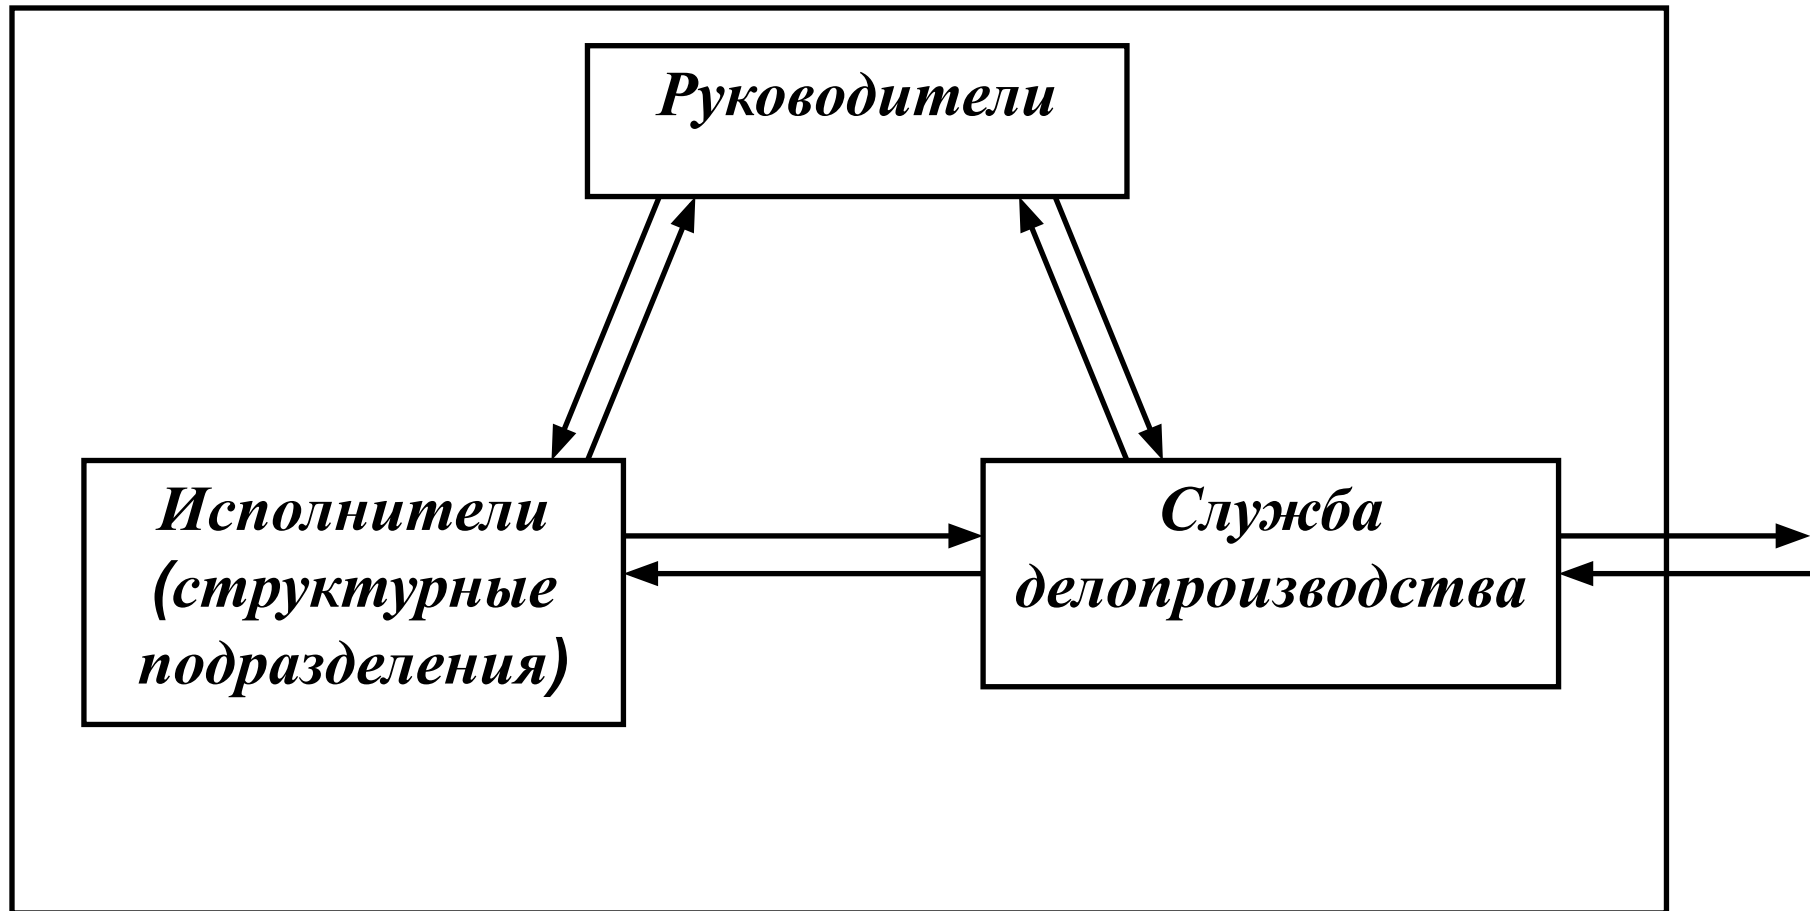 Руководители
Исполнители
(структурные
подразделения)
Служба
делопроизводства